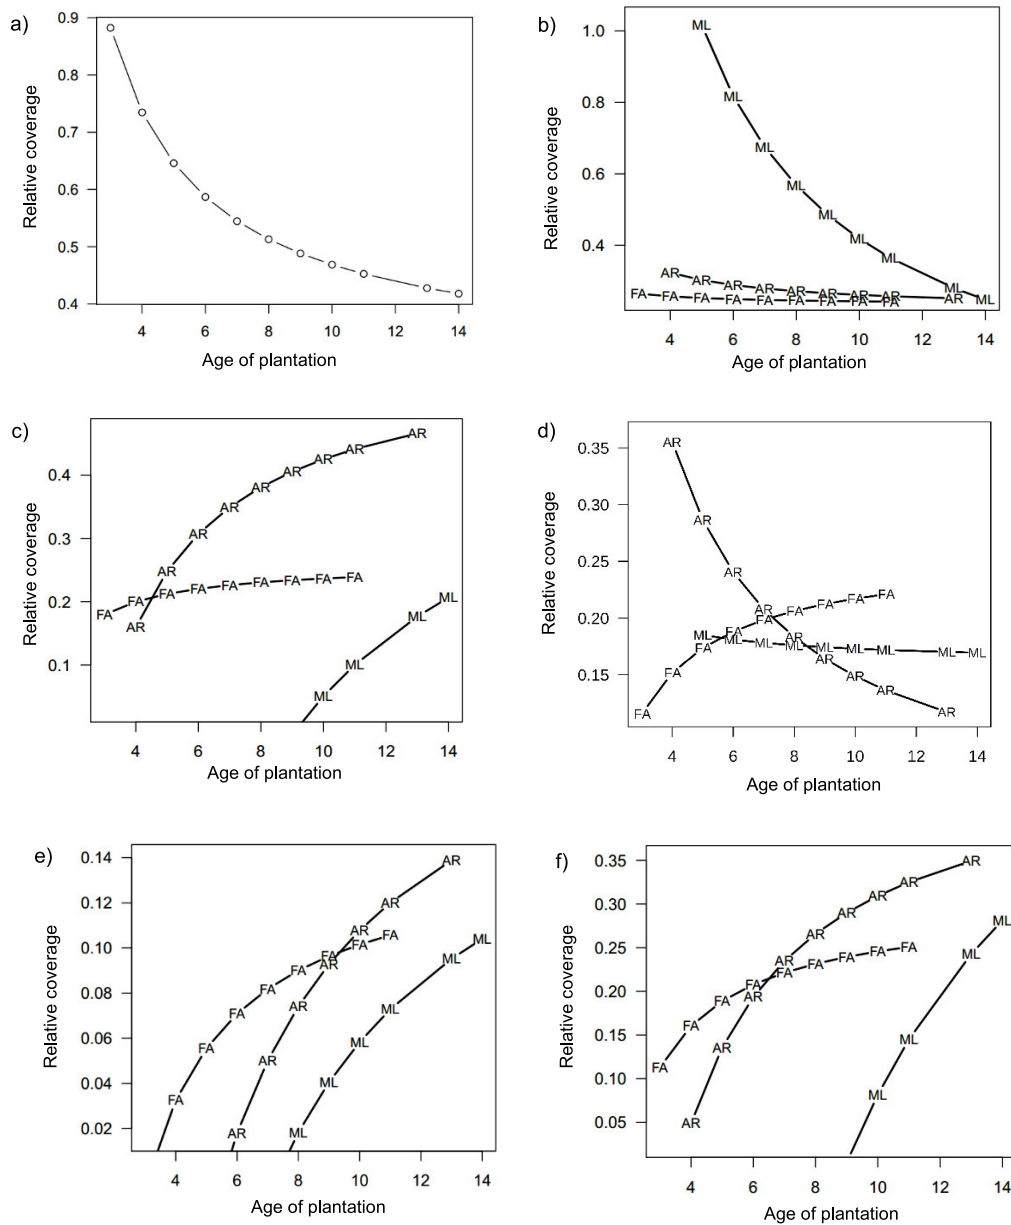 a)
0.9
0.8
0.7
0.6
0.5
0.4
Relative coverage
4 6 8 10 12 14
Age of plantation
b)
1.0
0.8
0.6
0.4
Relative coverage
ML ML ML ML ML ML ML ML ML
AR AR AR AR AR AR AR AR AR
FA FA FA FA FA FA FA FA FA
4 6 8 10 12 14
Age of plantation
c)
0.4
0.3
0.2
0.1
Relative coverage
AR AR AR AR AR AR AR AR AR
FA FA FA FA FA FA FA FA FA
ML ML ML ML
4 6 8 10 12 14
Age of plantation
d)
0.35
0.30
0.25
0.20
0.15
Relative coverage
AR AR AR AR AR AR AR AR AR
FA FA FA FA FA FA FA FA FA
ML ML ML ML ML ML ML ML ML
4 6 8 10 12 14
Age of plantation
e)
0.14
0.12
0.10
0.08
0.06
0.04
0.02
Relative coverage
FA FA FA FA FA FA FA FA
AR AR AR AR AR AR AR
ML ML ML ML ML ML
4 6 8 10 12 14
Age of plantation
f)
0.35
0.30
0.25
0.20
0.15
0.10
0.05
Relative coverage
FA FA FA FA FA FA FA FA FA
AR AR AR AR AR AR AR AR AR
ML ML ML ML
4 6 8 10 12 14
Age of plantation